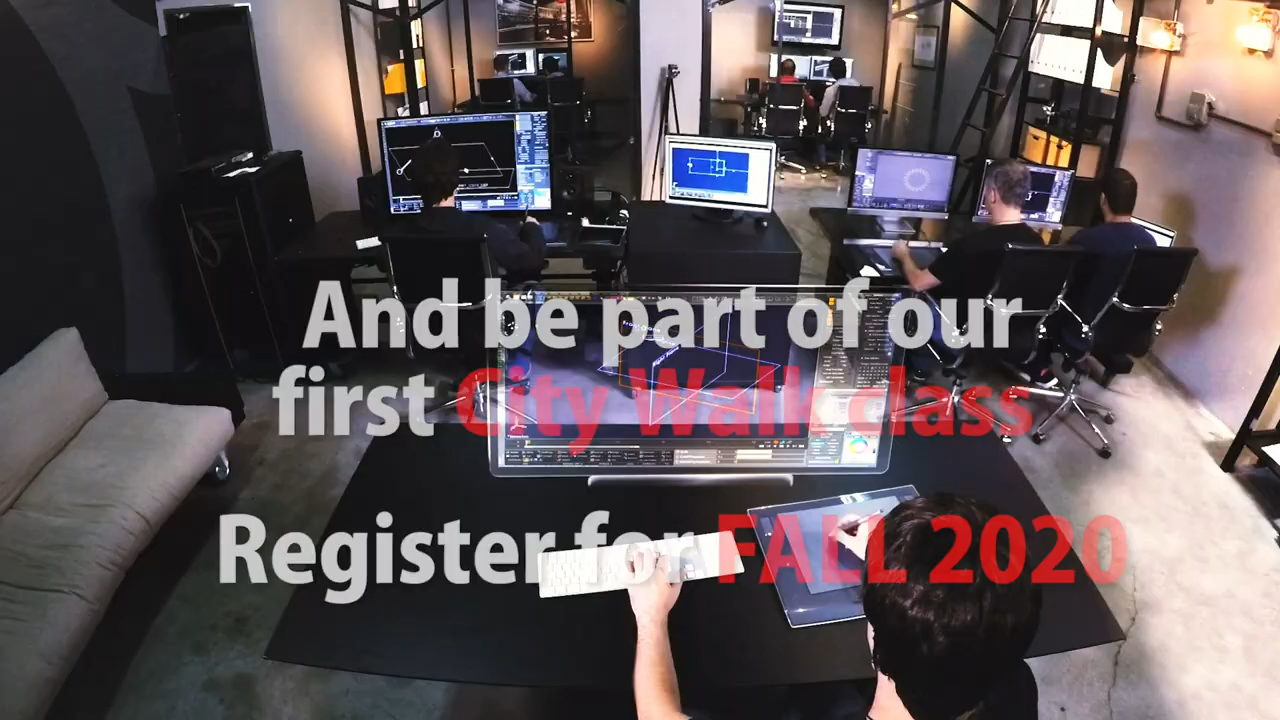 And be part of our
first City Walk class
Register for FALL 2020